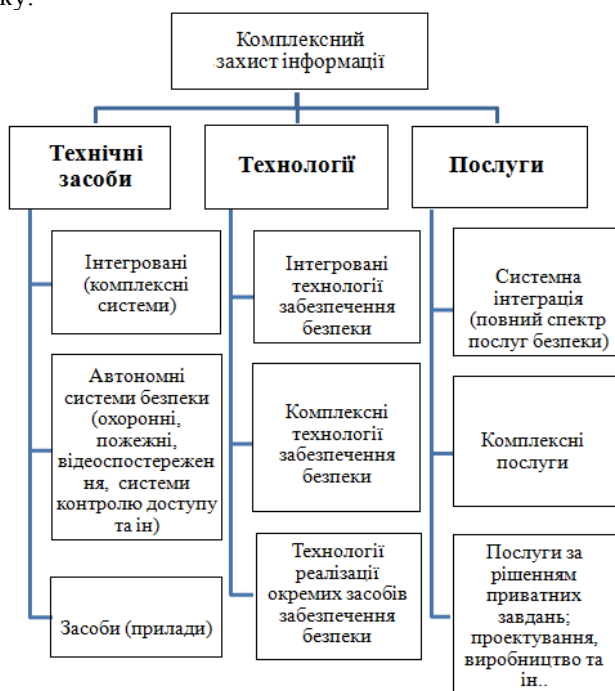 ку.
Комплексний
захист інформації
Технічні
засоби
Технології
Послуги
Інтегровані
(комплексні
системи)
Автономні
системи безпеки
(охоронні,
пожежні,
відеоспостережен
ня, системи
контролю доступу
та ін)
Засоби (прилади)
Інтегровані
технології
забезпечення
безпеки
Комплексні
технології
забезпечення
безпеки
Технології
реалізації
окремих засобів
забезпечення
безпеки
Системна
інтеграція
(повний спектр
послуг безпеки)
Комплексні
послуги
Послуги за
рішенням
приватних
завдань;
проектування,
виробництво та
ін..